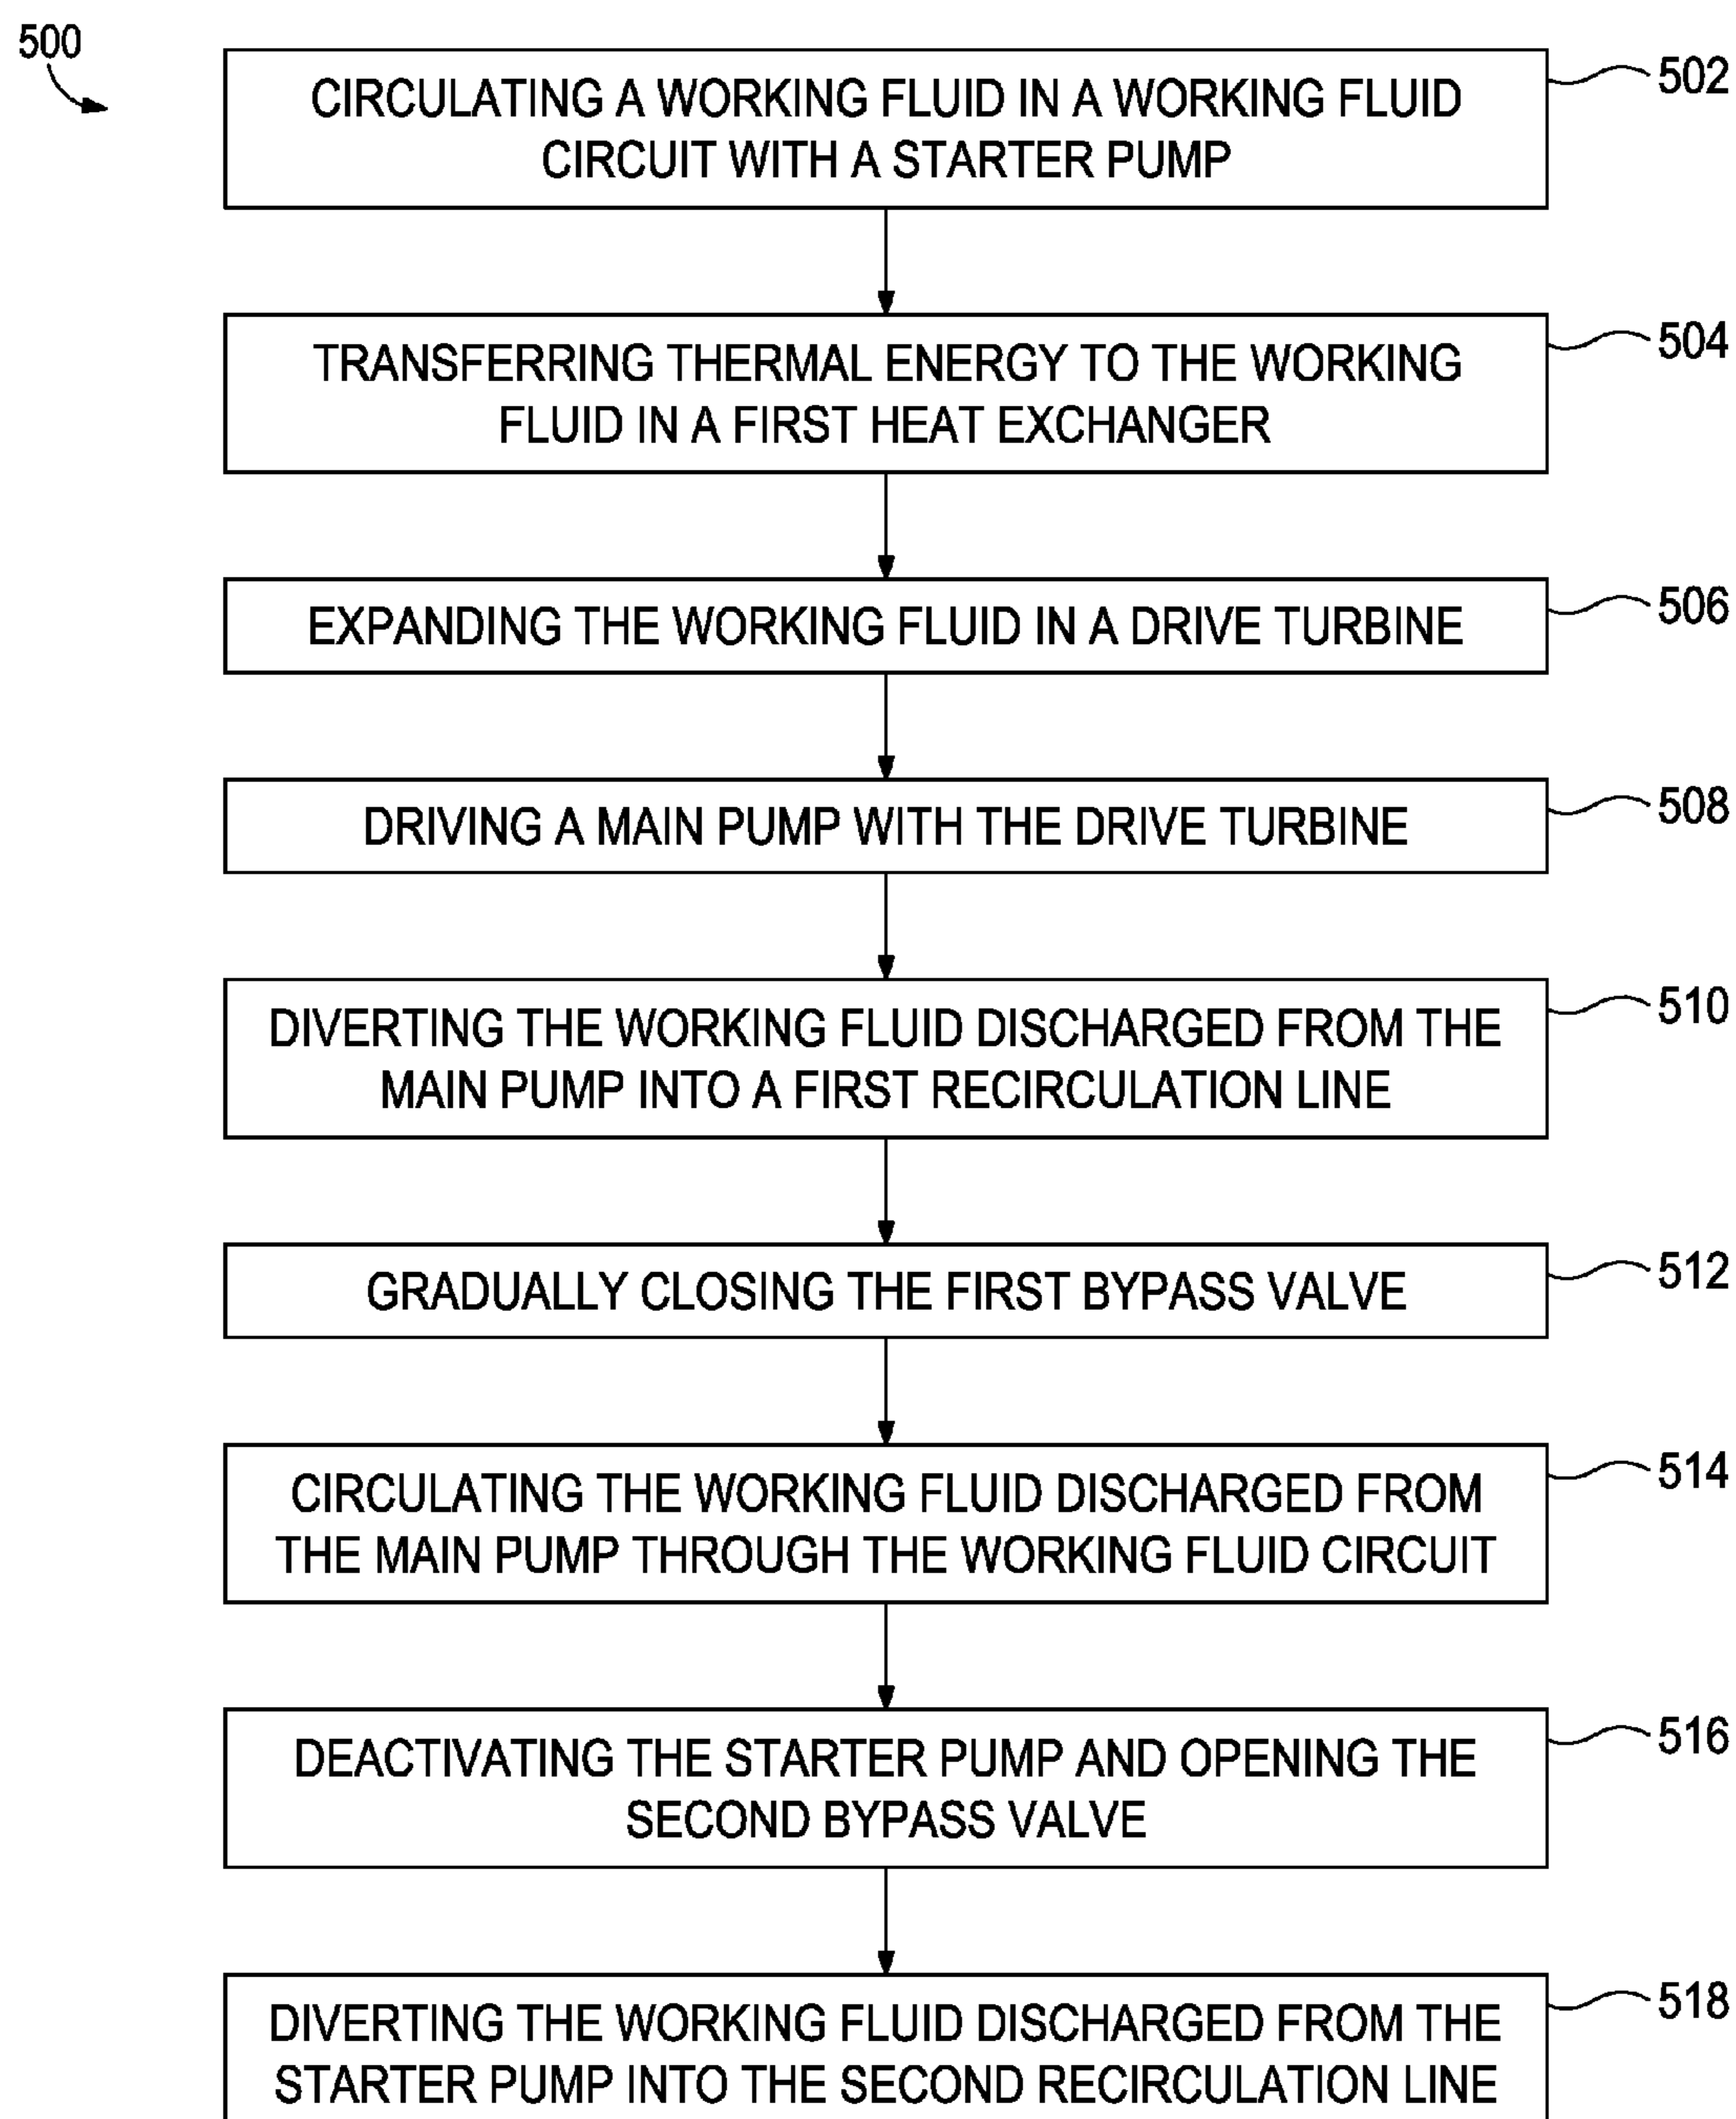 500
CIRCULATING A WORKING FLUID IN A WORKING FLUID
CIRCUIT WITH A STARTER PUMP
502
TRANSFERRING THERMAL ENERGY TO THE WORKING
FLUID IN A FIRST HEAT EXCHANGER
504
EXPANDING THE WORKING FLUID IN A DRIVE TURBINE
506
DRIVING A MAIN PUMP WITH THE DRIVE TURBINE
508
DIVERTING THE WORKING FLUID DISCHARGED FROM THE
MAIN PUMP INTO A FIRST RECIRCULATION LINE
510
GRADUALLY CLOSING THE FIRST BYPASS VALVE
512
CIRCULATING THE WORKING FLUID DISCHARGED FROM
THE MAIN PUMP THROUGH THE WORKING FLUID CIRCUIT
514
DEACTIVATING THE STARTER PUMP AND OPENING THE
SECOND BYPASS VALVE
516
DIVERTING THE WORKING FLUID DISCHARGED FROM THE
STARTER PUMP INTO THE SECOND RECIRCULATION LINE
518